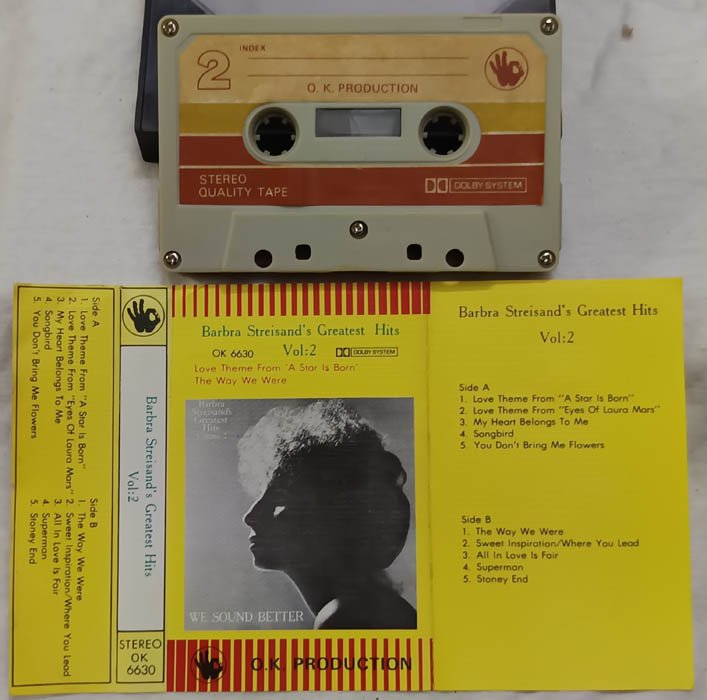 INDEX
2
O. K. PRODUCTION
STEREO
QUALITY TAPE
DOLBY SYSTEM
Side A
1. Love Theme From "A Star Is Born"
2. Love Theme From "Eyes Of Laura Mars"
3. My Heart Belongs To Me
4. Songbird
5. You Don't Bring Me Flowers
Side B
1. The Way We Were
2. Sweet Inspiration/Where You Lead
3. All In Love Is Fair
4. Superman
5. Stoney End
Barbra Streisand's Greatest Hits
Vol:2
STEREO
OK
6630
Barbra Streisand's Greatest Hits
OK 6630 Vol:2 DOLBY SYSTEM
Love Theme From 'A Star Is Born'
The Way We Were
Barbra
Streisand's
Greatest
Hits
WE SOUND BETTER
O.K. PRODUCTION
Barbra Streisand's Greatest Hits
Vol:2
Side A
1. Love Theme From "A Star Is Born"
2. Love Theme From "Eyes Of Laura Mars"
3. My Heart Belongs To Me
4. Songbird
5. You Don't Bring Me Flowers
Side B
1. The Way We Were
2. Sweet Inspiration/Where You Lead
3. All In Love Is Fair
4. Superman
5. Stoney End